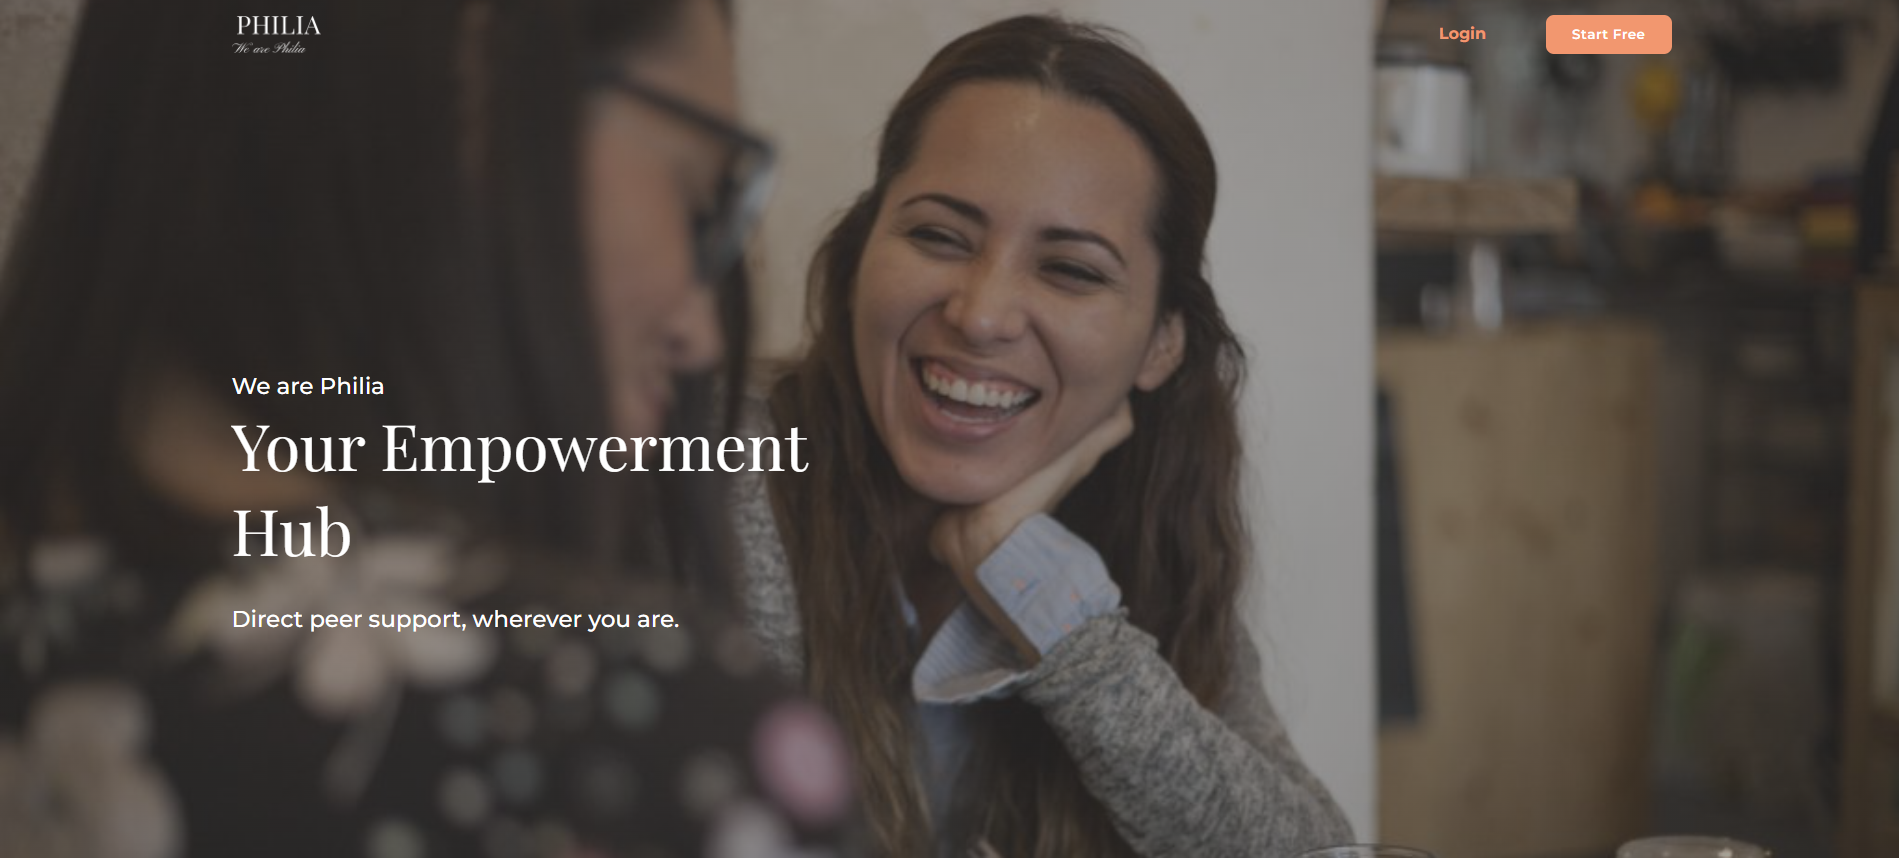 PHILIA
We are Philia
Login
Start Free
We are Philia
Your Empowerment
Hub
Direct peer support, wherever you are.